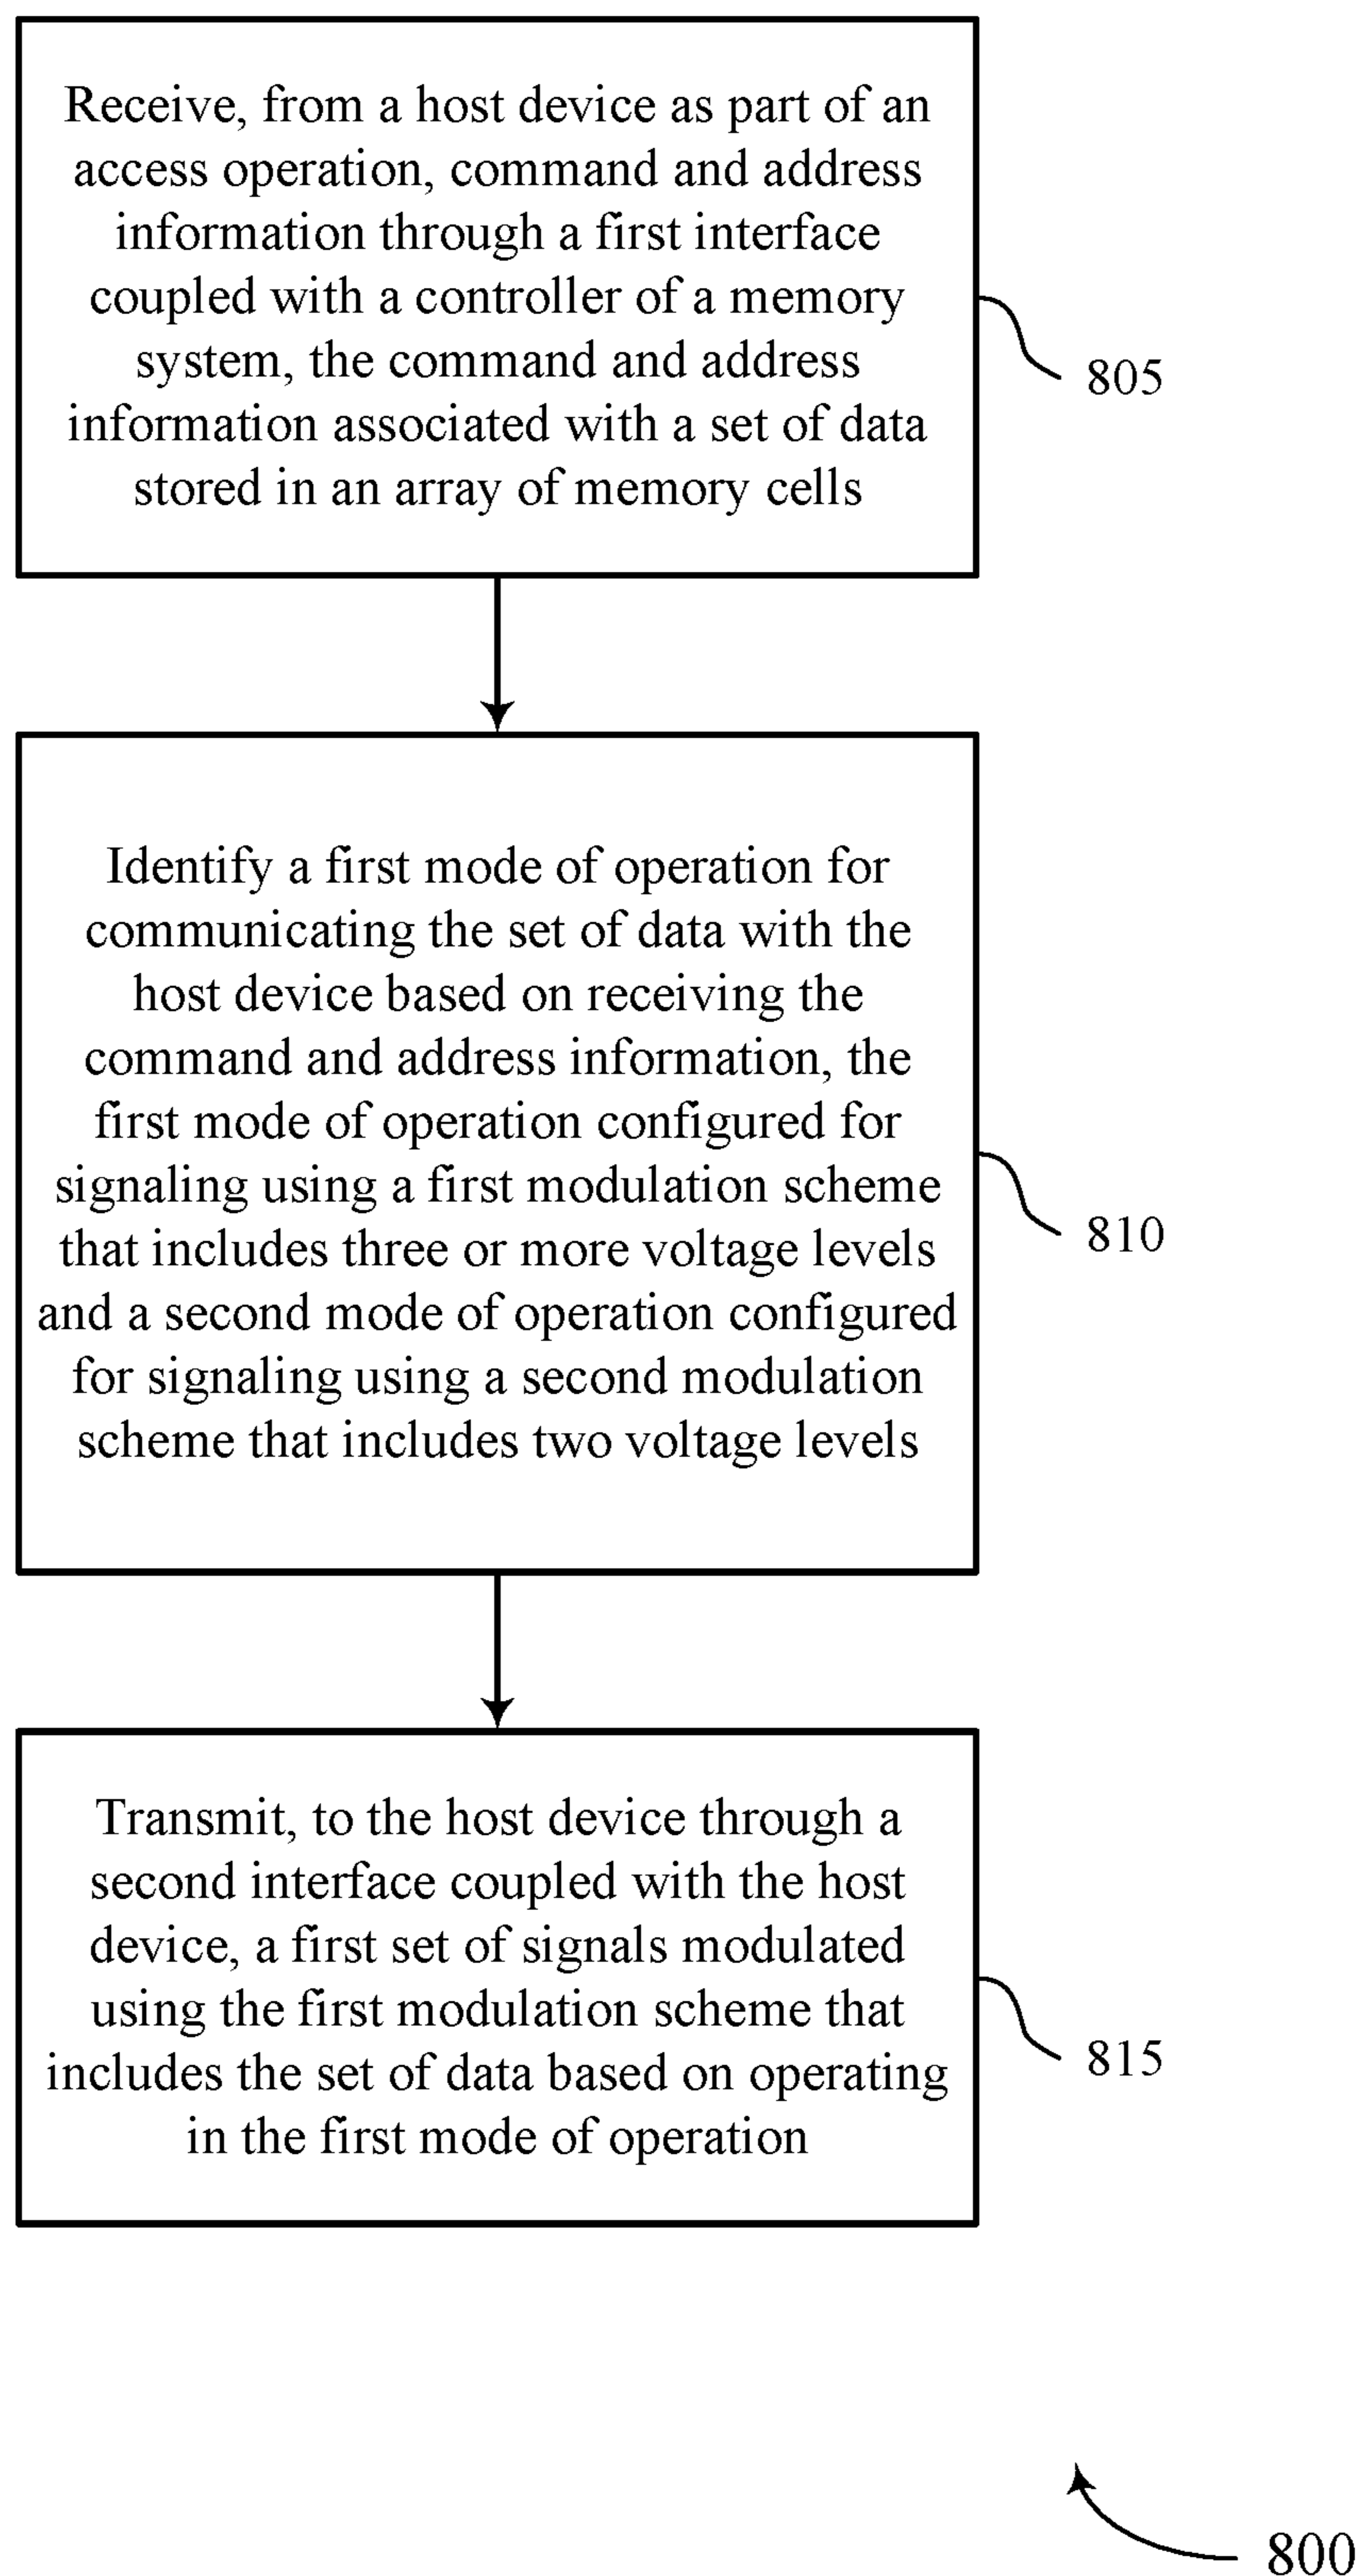 Receive, from a host device as part of an
access operation, command and address
information through a first interface
coupled with a controller of a memory
system, the command and address
information associated with a set of data
stored in an array of memory cells
805
Identify a first mode of operation for
communicating the set of data with the
host device based on receiving the
command and address information, the
first mode of operation configured for
signaling using a first modulation scheme
that includes three or more voltage levels
and a second mode of operation configured
for signaling using a second modulation
scheme that includes two voltage levels
810
Transmit, to the host device through a
second interface coupled with the host
device, a first set of signals modulated
using the first modulation scheme that
includes the set of data based on operating
in the first mode of operation
815
800